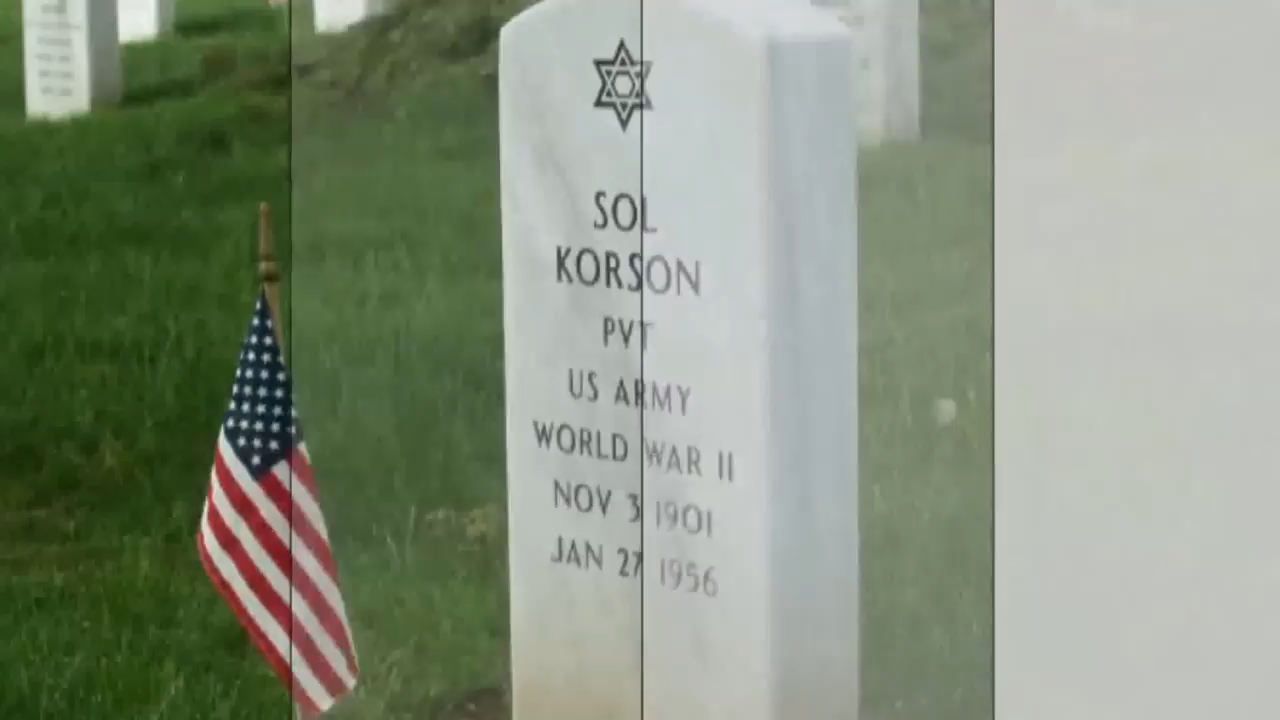 SOL
KORSON
PVT
US ARMY
WORLD WAR II
NOV 3 1901
JAN 27 1956